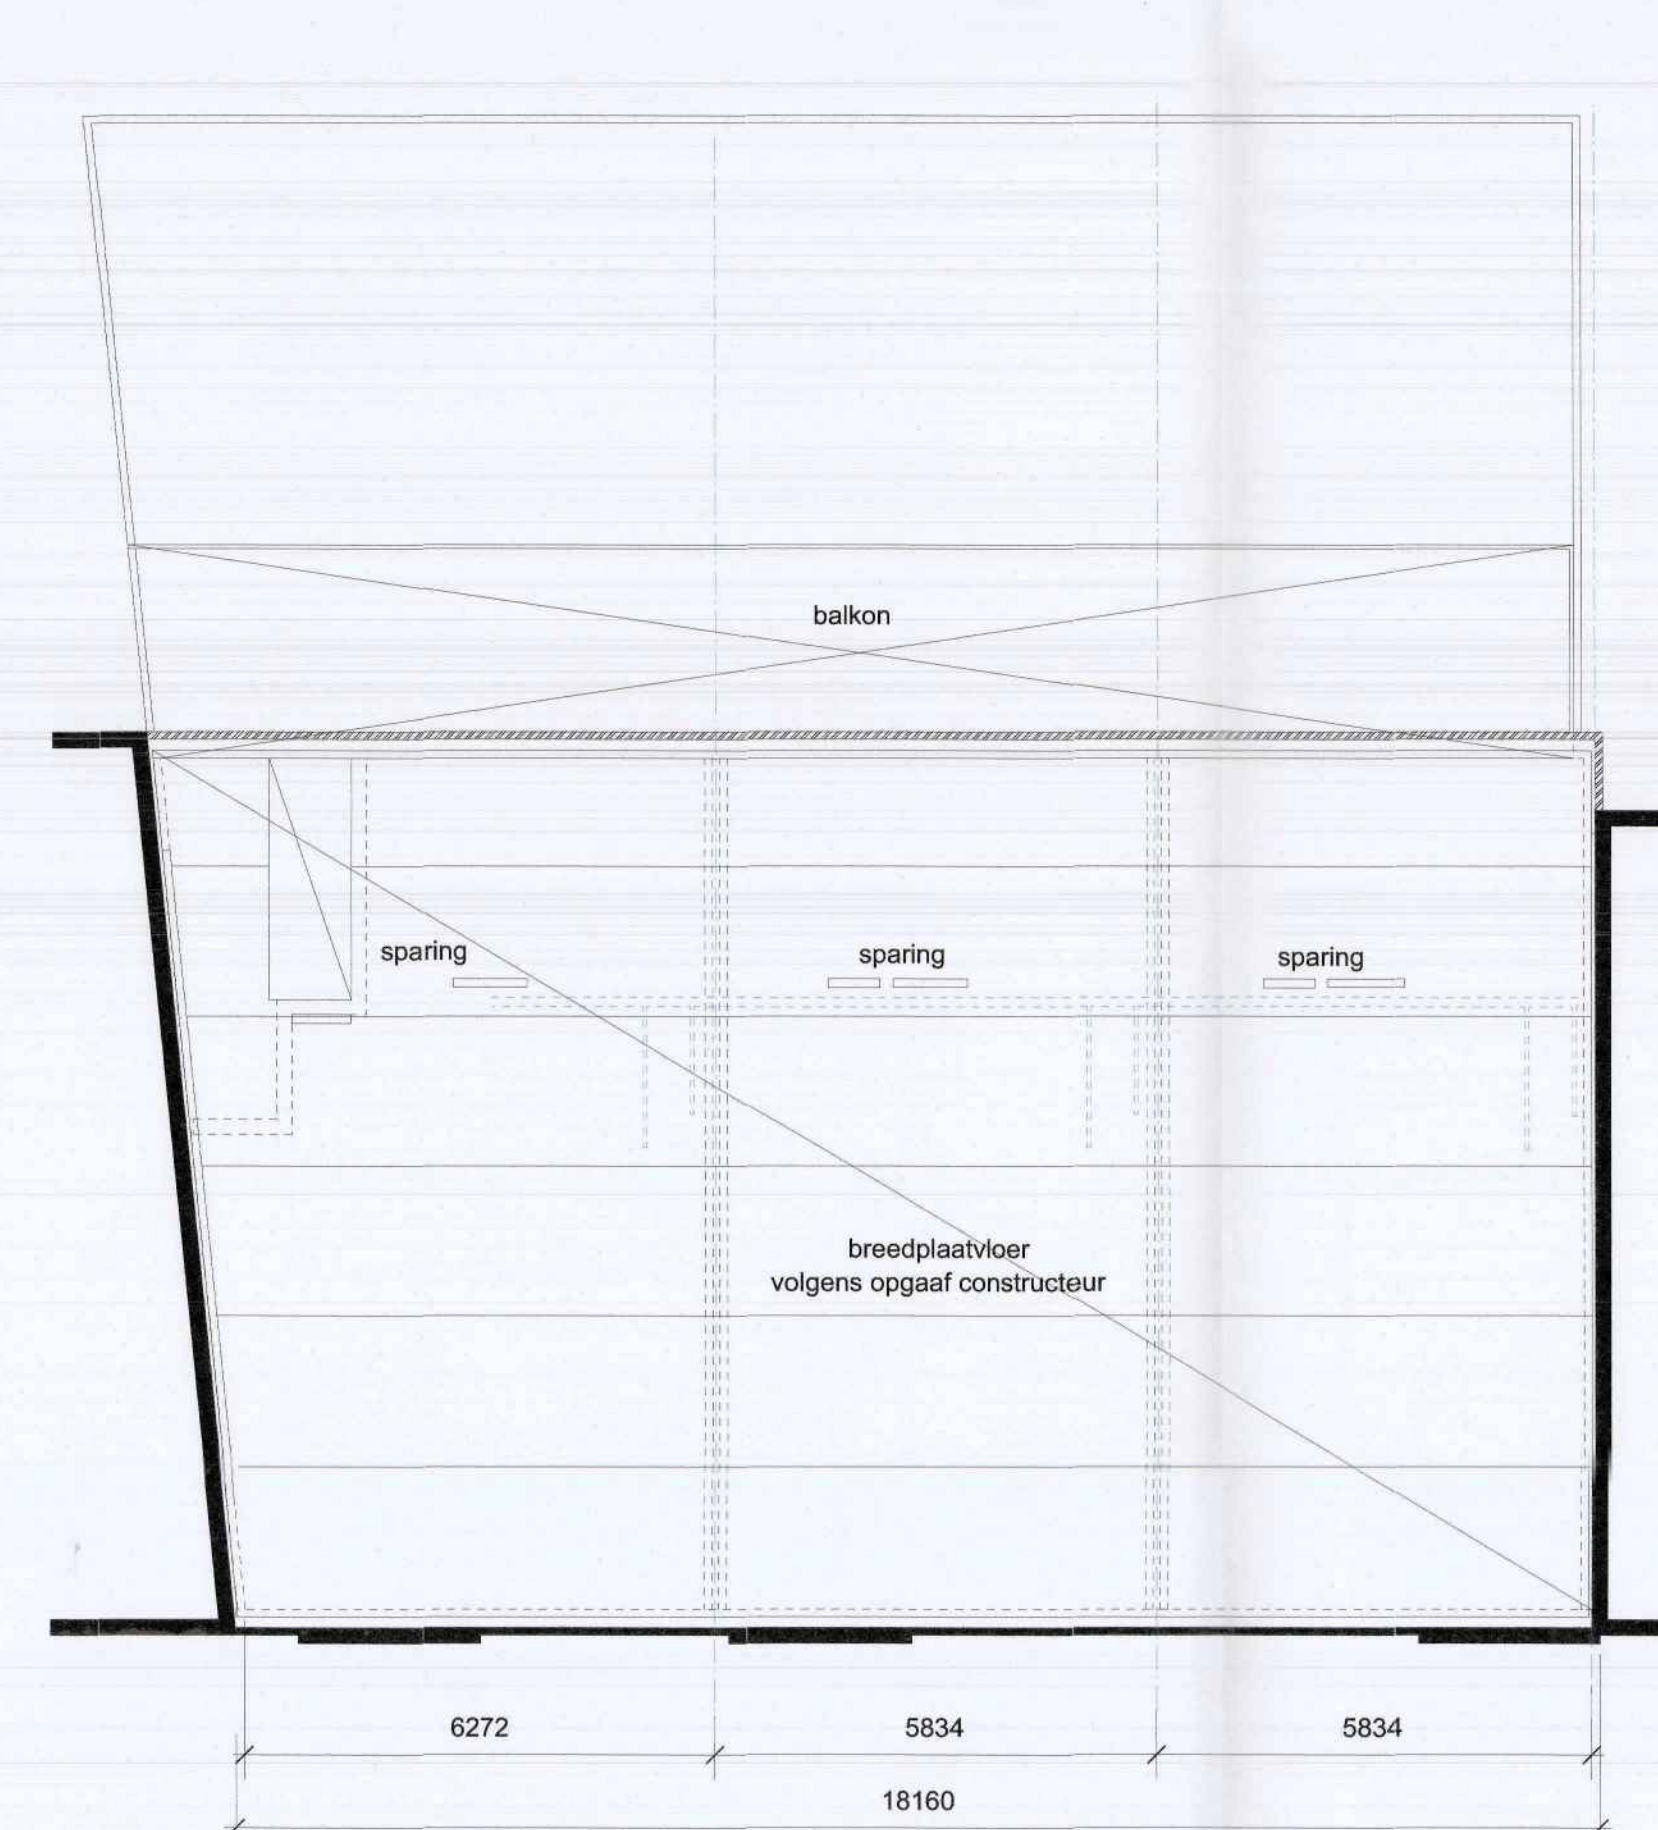 balkon
sparing
sparing
sparing
breedplaatvloer
volgens opgaaf constructeur
6272
5834
5834
18160